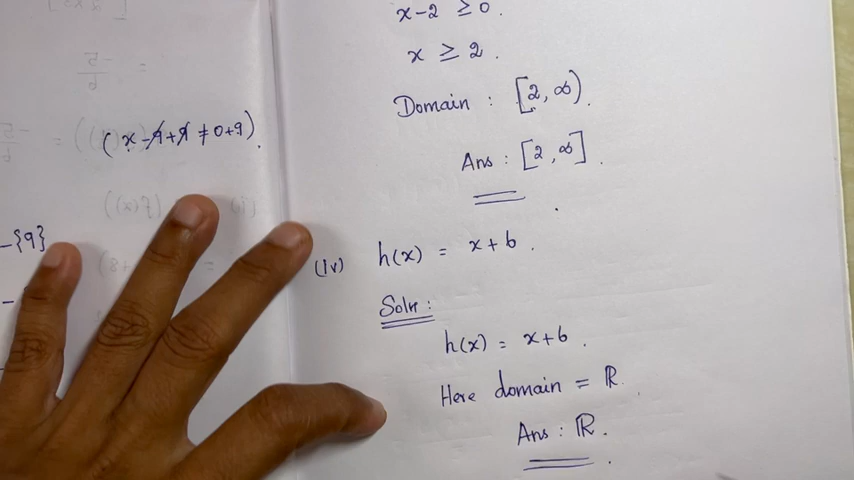 (x-9+9 ≠ 0+9).
-{9}
x-2 ≥ 0.
x ≥ 2.
Domain : [2, ∞).
Ans : [2, ∞].
(iv) h(x) = x+6.
Soln :
h(x) = x+6.
Here domain = ℝ.
Ans : ℝ.